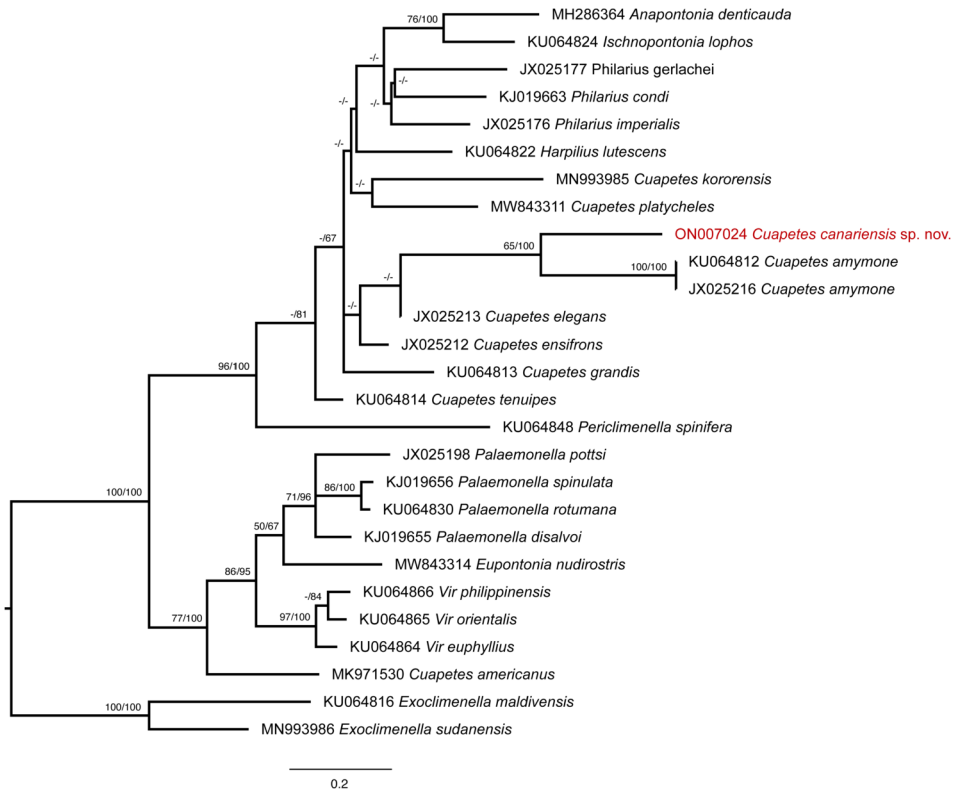 76/100
MH286364 Anapontonia denticauda
KU064824 Ischnopontonia lophos
-/-
JX025177 Philarius gerlachei
-/-
KJ019663 Philarius condi
-/-
-/-
JX025176 Philarius imperialis
-/-
KU064822 Harpilius lutescens
MN993985 Cuapetes kororensis
-/-
MW843311 Cuapetes platycheles
-/67
ON007024 Cuapetes canariensis sp. nov.
65/100
KU064812 Cuapetes amymone
100/100
JX025216 Cuapetes amymone
-/-
JX025213 Cuapetes elegans
-/-
-/81
JX025212 Cuapetes ensifrons
96/100
KU064813 Cuapetes grandis
KU064814 Cuapetes tenuipes
KU064848 Periclimenella spinifera
JX025198 Palaemonella pottsi
KJ019656 Palaemonella spinulata
86/100
71/96
100/100
KU064830 Palaemonella rotumana
50/67
KJ019655 Palaemonella disalvoi
MW843314 Eupontonia nudirostris
86/95
KU064866 Vir philippinensis
-/84
97/100
77/100
KU064865 Vir orientalis
KU064864 Vir euphyllius
MK971530 Cuapetes americanus
KU064816 Exoclimenella maldivensis
100/100
MN993986 Exoclimenella sudanensis
0.2